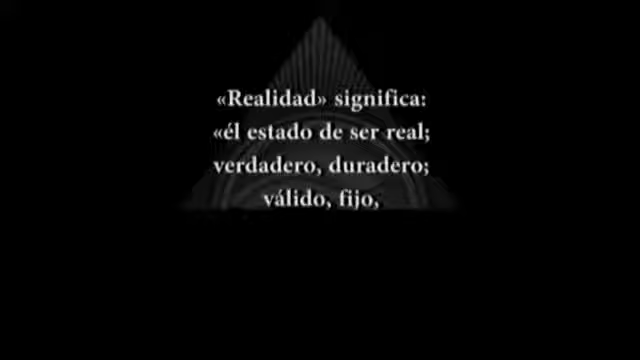 «Realidad» significa:
«él estado de ser real;
verdadero, duradero;
válido, fijo,